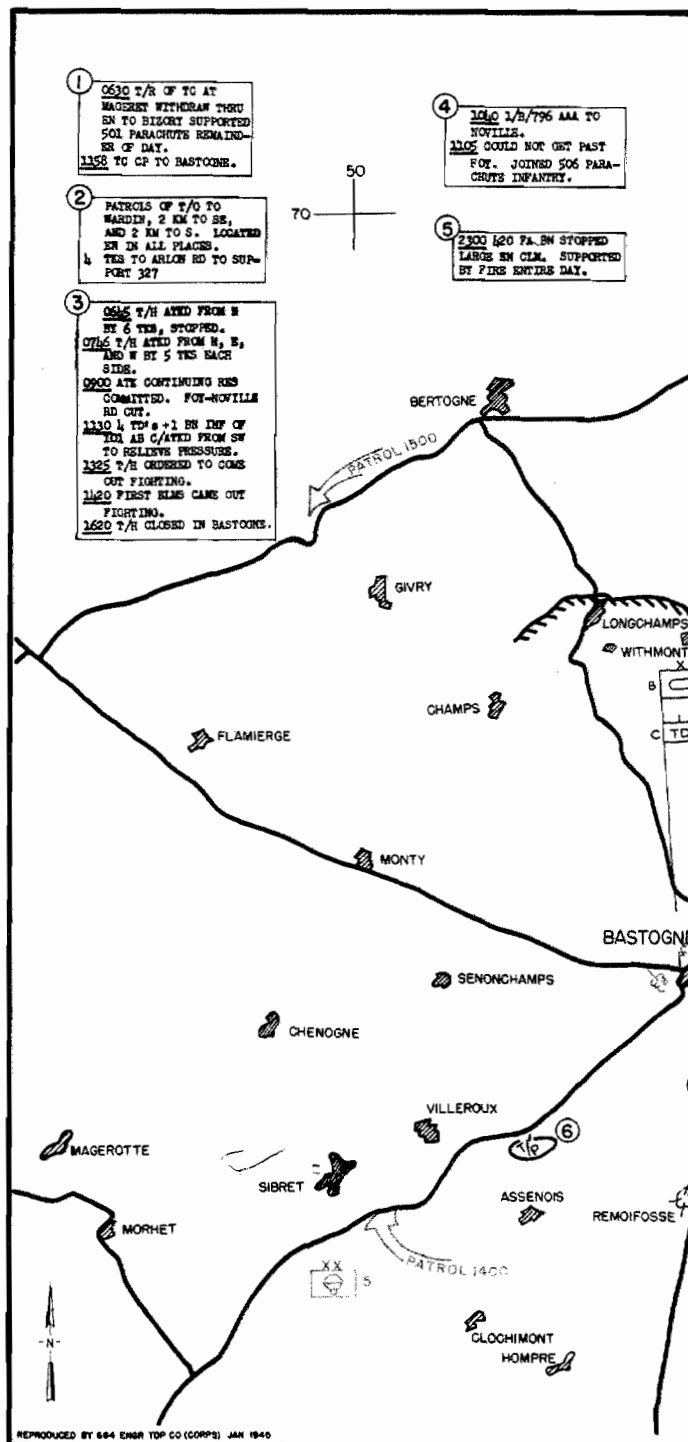 1
0630 T/R OF TC AT
MAGERET WITHDRAW THRU
EN TO BIZORY SUPPORTED
501 PARACHUTE REMAIND-
ER OF DAY.
1158 TC CP TO BASTOGNE.
2
PATROLS OF T/O TO
WARDIN, 2 KM TO SE,
AND 2 KM TO S. LOCATED
EN IN ALL PLACES.
4 TKS TO ARLON RD TO SUP-
PORT 327
3
0645 T/H ATKD FROM N
BY 6 TKS, STOPPED.
0746 T/H ATKD FROM N, E,
AND W BY 5 TKS EACH
SIDE.
0900 ATK CONTINUING RES
COMMITTED. FOY-NOVILLE
RD CUT.
1130 4 TD's +1 BN INF OF
101 AB C/ATKD FROM SW
TO RELIEVE PRESSURE.
1325 T/H ORDERED TO COME
OUT FIGHTING.
1420 FIRST ELMS CAME OUT
FIGHTING.
1620 T/H CLOSED IN BASTOGNE.
4
1040 1/B/796 AAA TO
NOVILLE.
1105 COULD NOT GET PAST
FOY. JOINED 506 PARA-
CHUTE INFANTRY.
5
2300 420 FA BN STOPPED
LARGE EN CLM. SUPPORTED
BY FIRE ENTIRE DAY.
50
70
BERTOGNE
PATROL 1500
GIVRY
LONGCHAMPS
WITHMONT
X
B
CHAMPS
C TD
FLAMIERGE
MONTY
BASTOGNE
SENONCHAMPS
CHENOGNE
VILLEROUX
6
T/P
MAGEROTTE
SIBRET
ASSENOIS
REMOIFOSSE
MORHET
PATROL 1400
XX
5
N
CLOCHIMONT
HOMPRE
REPRODUCED BY 664 ENGR TOP CO (CORPS) JAN 1945